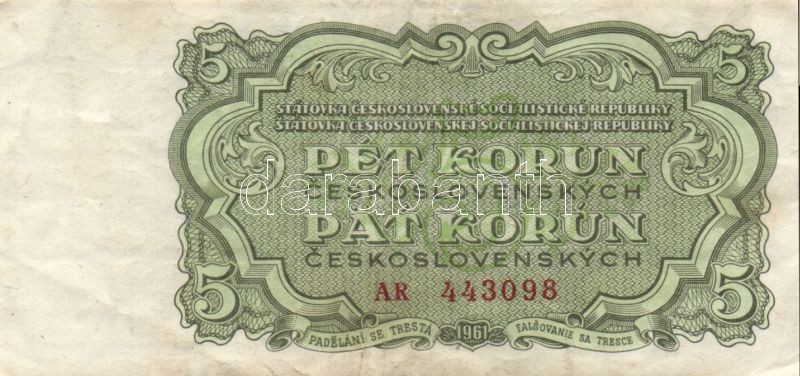 5 5
STÁTOVKA ČESKOSLOVENSKÉ SOCIALISTICKÉ REPUBLIKY
ŠTÁTOVKA ČESKOSLOVENSKEJ SOCIALISTICKEJ REPUBLIKY
PĚT KORUN
ČESKOSLOVENSKÝCH
darabanth
PÄŤ KORÚN
ČESKOSLOVENSKÝCH
5 5
AR 443098
PADĚLÁNÍ SE TRESTÁ 1961 FALŠOVANIE SA TRESCE